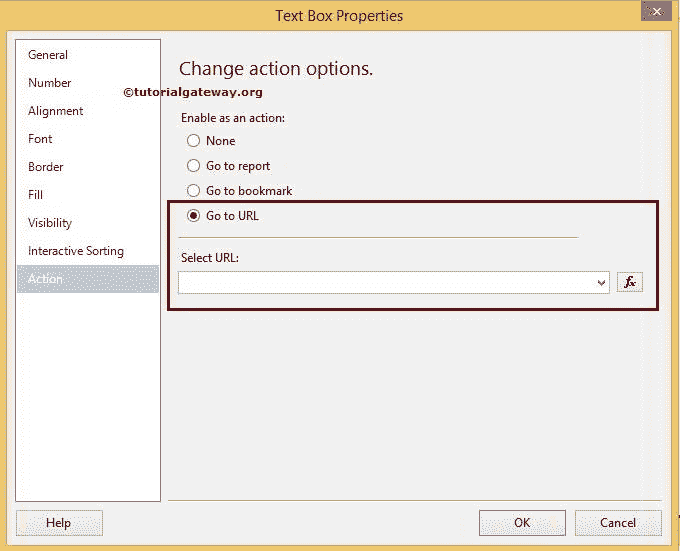 Text Box Properties
General
Number
Alignment
Font
Border
Fill
Visibility
Interactive Sorting
Action
Change action options.
©tutorialgateway.org
Enable as an action:
None
Go to report
Go to bookmark
Go to URL
Select URL:
fx
Help
OK
Cancel